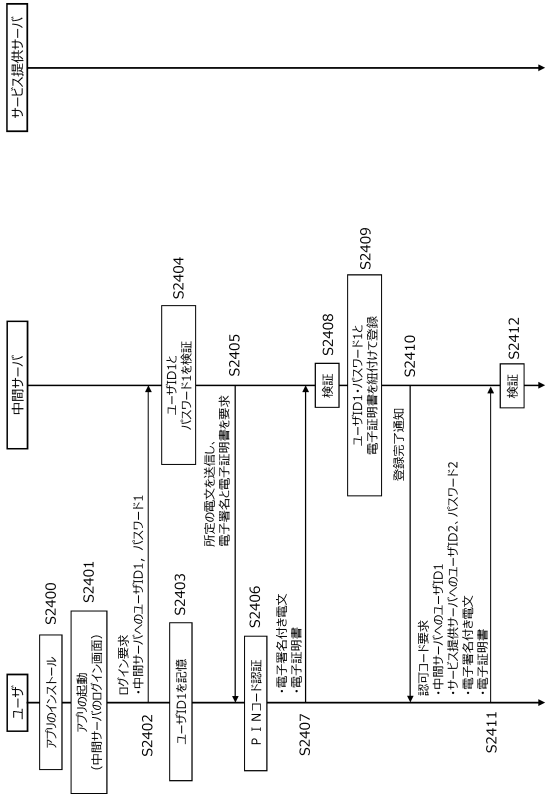 ユーザ
中間サーバ
サービス提供サーバ
アプリのインストール
S2400
アプリの起動
（中間サーバのログイン画面）
S2401
ログイン要求
・中間サーバへのユーザID1，パスワード1
S2402
ユーザID1を記憶
S2403
ユーザID1と
パスワード1を検証
S2404
所定の電文を送信し、
電子署名と電子証明書を要求
S2405
ＰＩＮコード認証
S2406
・電子署名付き電文
・電子証明書
S2407
検証
S2408
ユーザID1・パスワード1と
電子証明書を紐付けて登録
S2409
登録完了通知
S2410
認可コード要求
・中間サーバへのユーザID1
・サービス提供サーバへのユーザID2、パスワード2
・電子署名付き電文
・電子証明書
S2411
検証
S2412